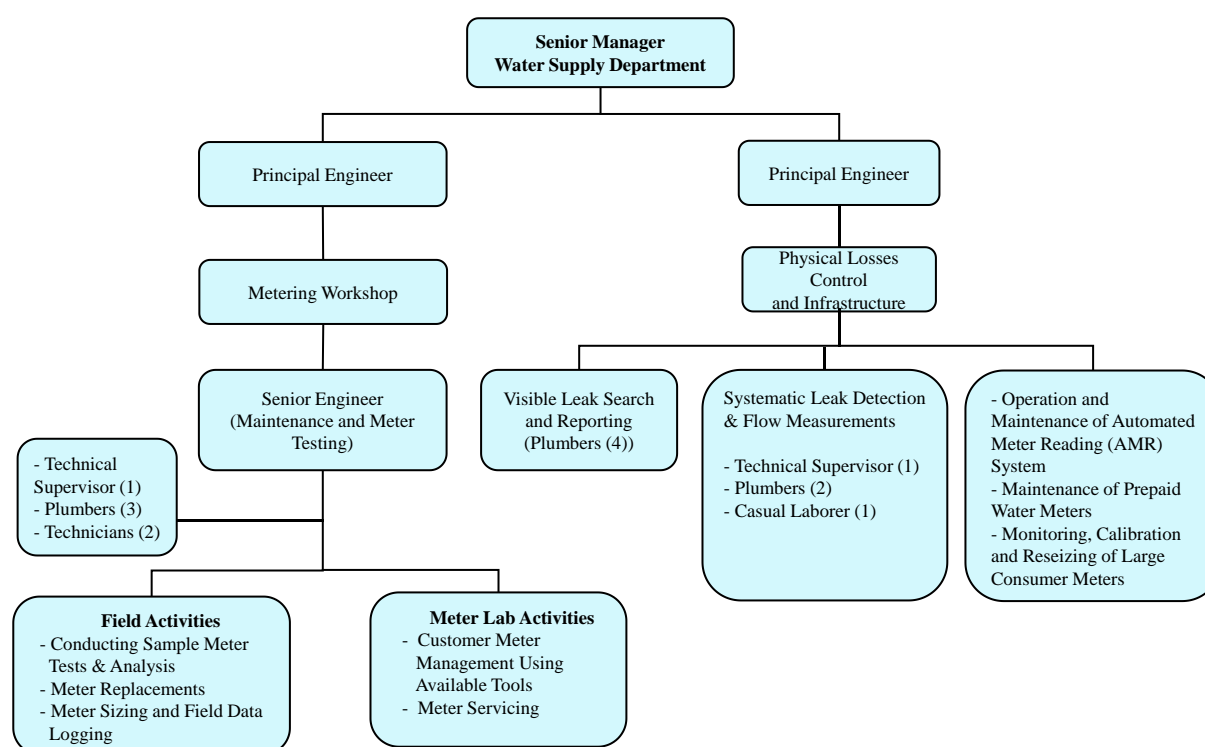 Senior Manager
Water Supply Department
Principal Engineer
Principal Engineer
Metering Workshop
Physical Losses
Control
and Infrastructure
Senior Engineer
(Maintenance and Meter
Testing)
Visible Leak Search
and Reporting
(Plumbers (4))
Systematic Leak Detection
& Flow Measurements
- Technical Supervisor (1)
- Plumbers (2)
- Casual Laborer (1)
- Operation and
Maintenance of Automated
Meter Reading (AMR)
System
- Maintenance of Prepaid
Water Meters
- Monitoring, Calibration
and Reseizing of Large
Consumer Meters
- Technical
Supervisor (1)
- Plumbers (3)
- Technicians (2)
Field Activities
- Conducting Sample Meter
Tests & Analysis
- Meter Replacements
- Meter Sizing and Field Data
Logging
Meter Lab Activities
- Customer Meter
Management Using
Available Tools
- Meter Servicing